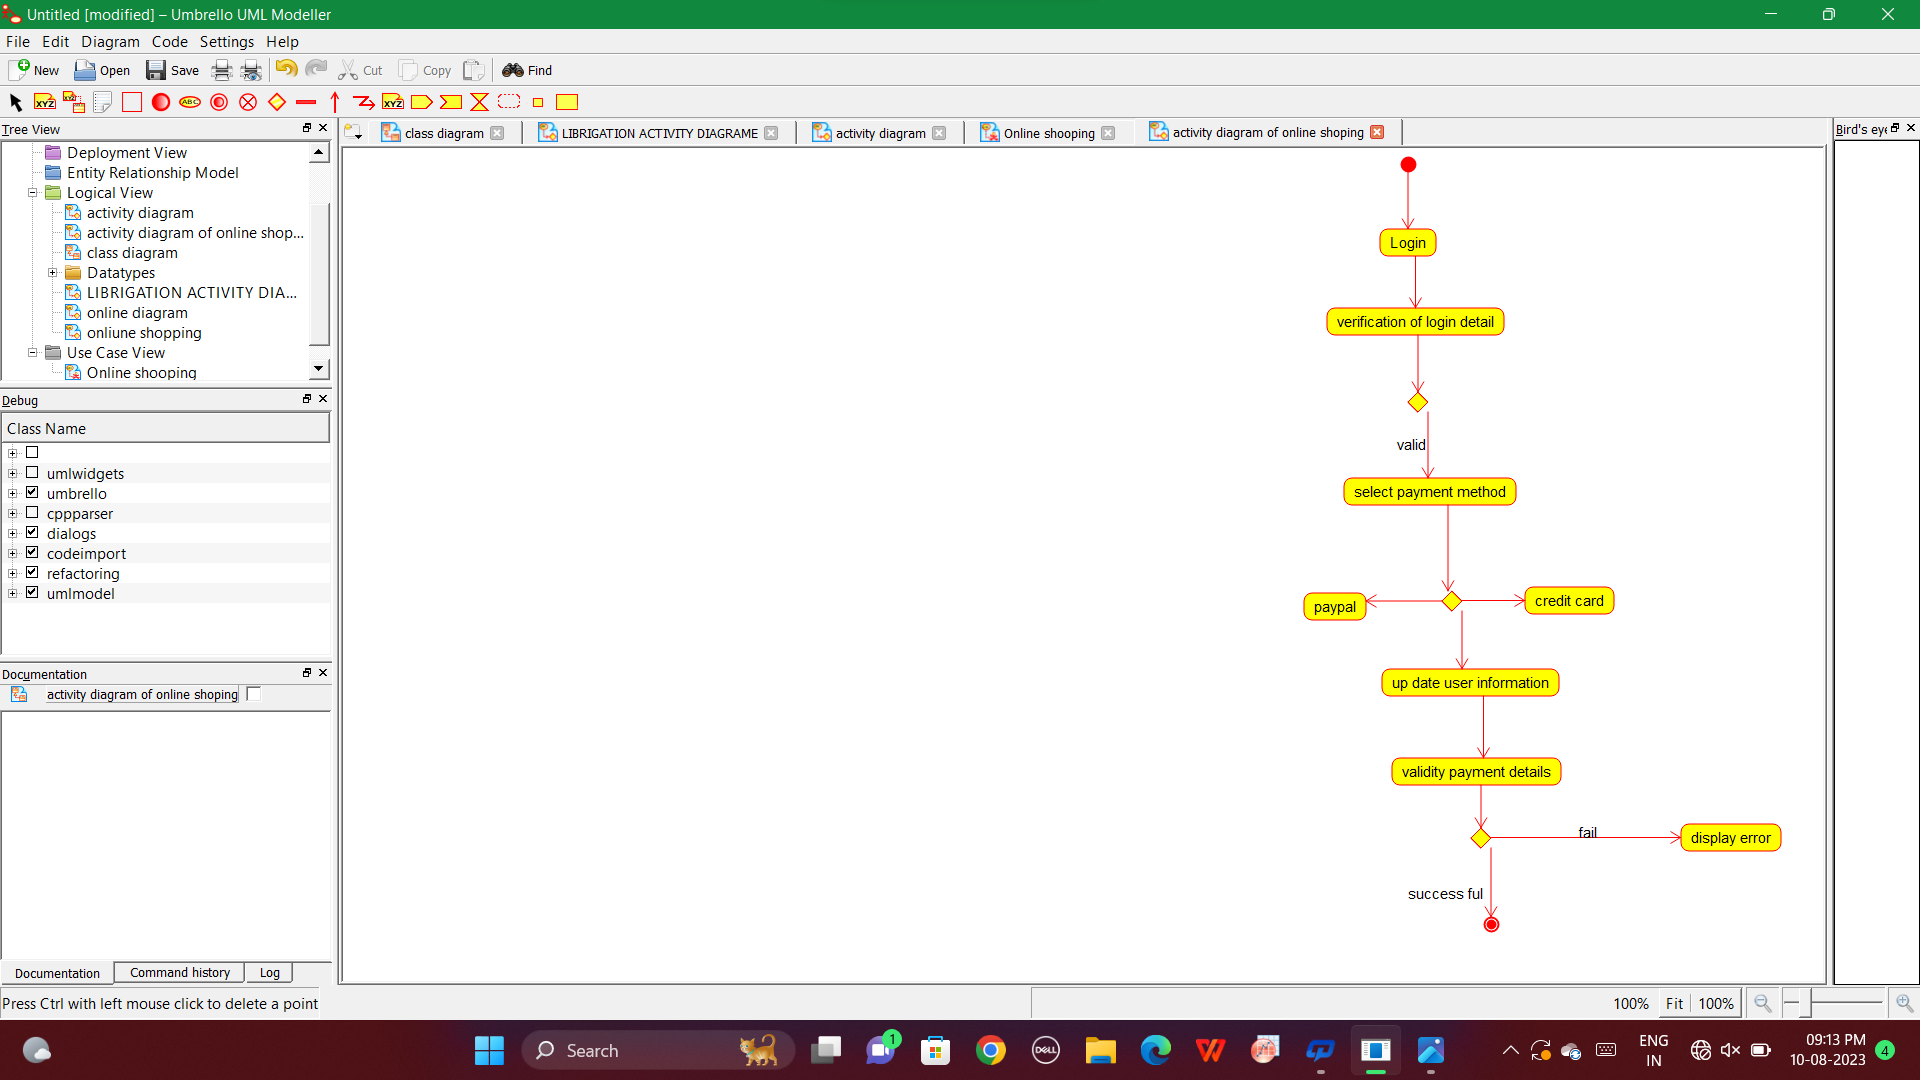 Untitled [modified] – Umbrello UML Modeller
File Edit Diagram Code Settings Help
New Open Save Cut Copy Find
XYZ XYZ ABC XYZ
Tree View
Deployment View
Entity Relationship Model
Logical View
activity diagram
activity diagram of online shop...
class diagram
Datatypes
LIBRIGATION ACTIVITY DIA...
online diagram
onliune shopping
Use Case View
Online shooping
Debug
Class Name
umlwidgets
umbrello
cppparser
dialogs
codeimport
refactoring
umlmodel
Documentation
activity diagram of online shoping
Documentation Command history Log
Press Ctrl with left mouse click to delete a point
class diagram
LIBRIGATION ACTIVITY DIAGRAME
activity diagram
Online shooping
activity diagram of online shoping
Bird's eye
Login
verification of login detail
valid
select payment method
paypal
credit card
up date user information
validity payment details
fail
display error
success ful
100% Fit 100%
Search
DELL
1
ENG
IN
09:13 PM
10-08-2023
4